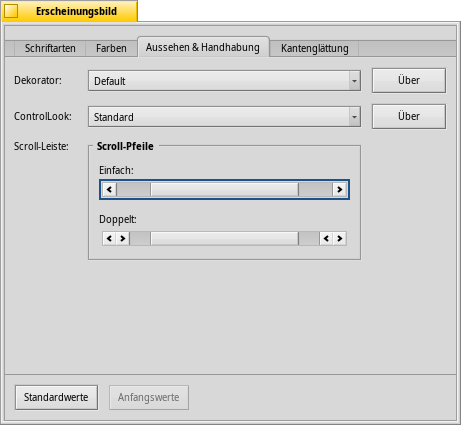 Erscheinungsbild
Schriftarten Farben Aussehen & Handhabung Kantenglättung
Dekorator: Default Über
ControlLook: Standard Über
Scroll-Leiste: Scroll-Pfeile
Einfach:
Doppelt:
Standardwerte Anfangswerte